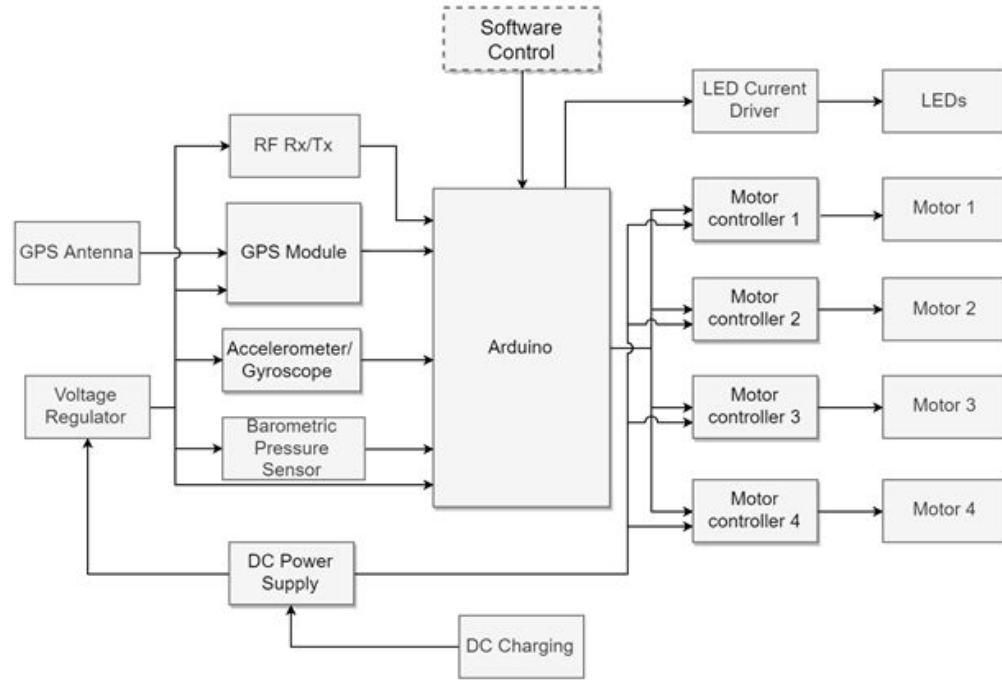 Software
Control
LED Current
Driver
LEDs
RF Rx/Tx
Motor
controller 1
Motor 1
GPS Antenna
GPS Module
Motor
controller 2
Motor 2
Arduino
Accelerometer/
Gyroscope
Voltage
Regulator
Motor
controller 3
Motor 3
Barometric
Pressure
Sensor
Motor
controller 4
Motor 4
DC Power
Supply
DC Charging